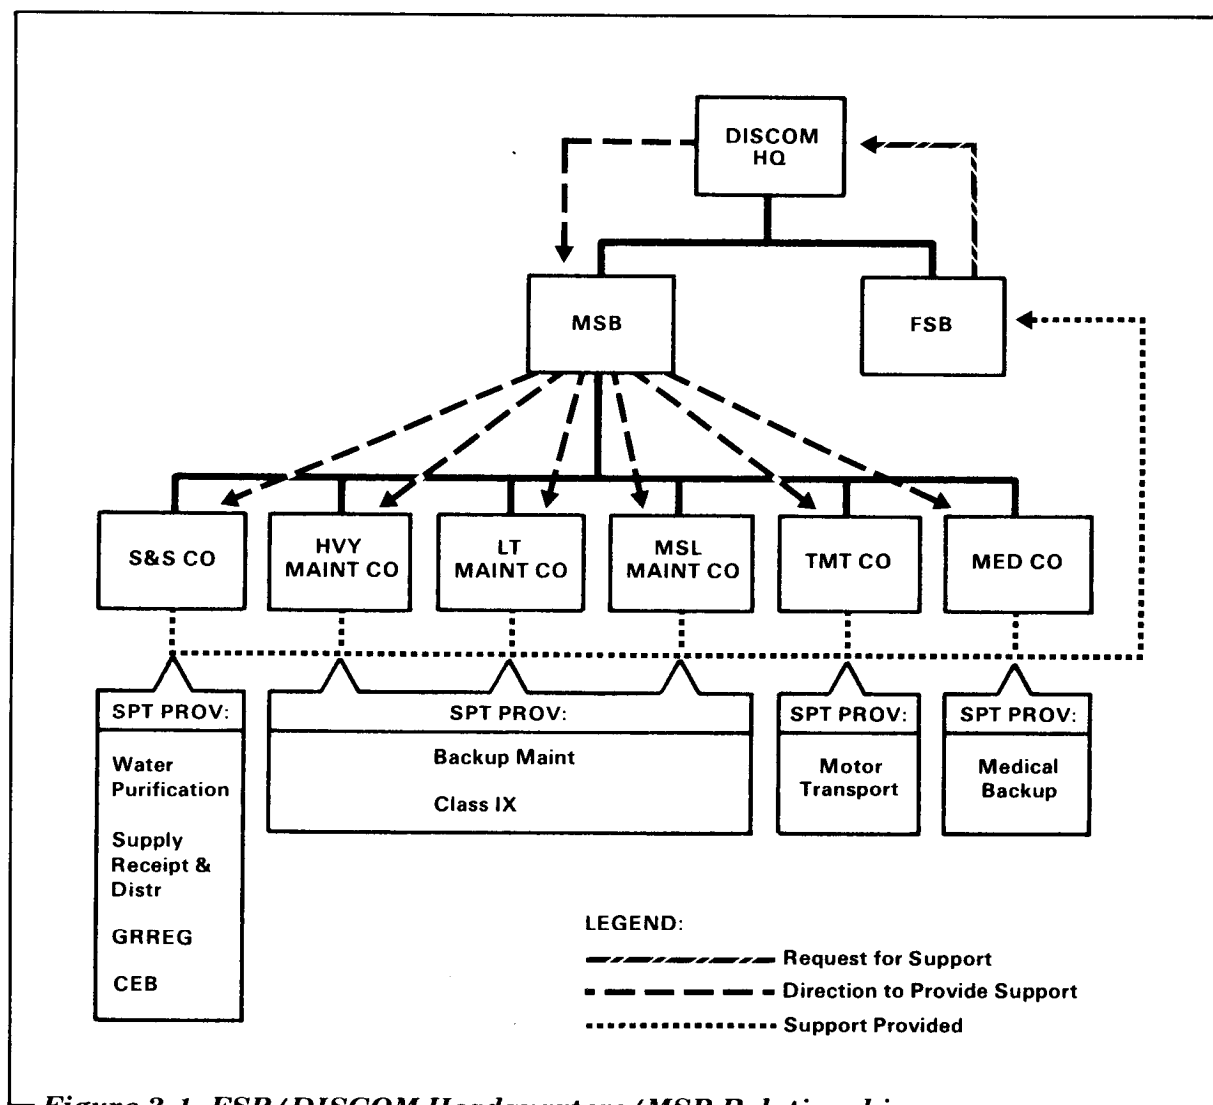 DISCOM
HQ
MSB
FSB
S&S CO
HVY
MAINT CO
LT
MAINT CO
MSL
MAINT CO
TMT CO
MED CO
SPT PROV:
Water
Purification
Supply
Receipt &
Distr
GRREG
CEB
SPT PROV:
Backup Maint
Class IX
SPT PROV:
Motor
Transport
SPT PROV:
Medical
Backup
LEGEND:
Request for Support
Direction to Provide Support
Support Provided